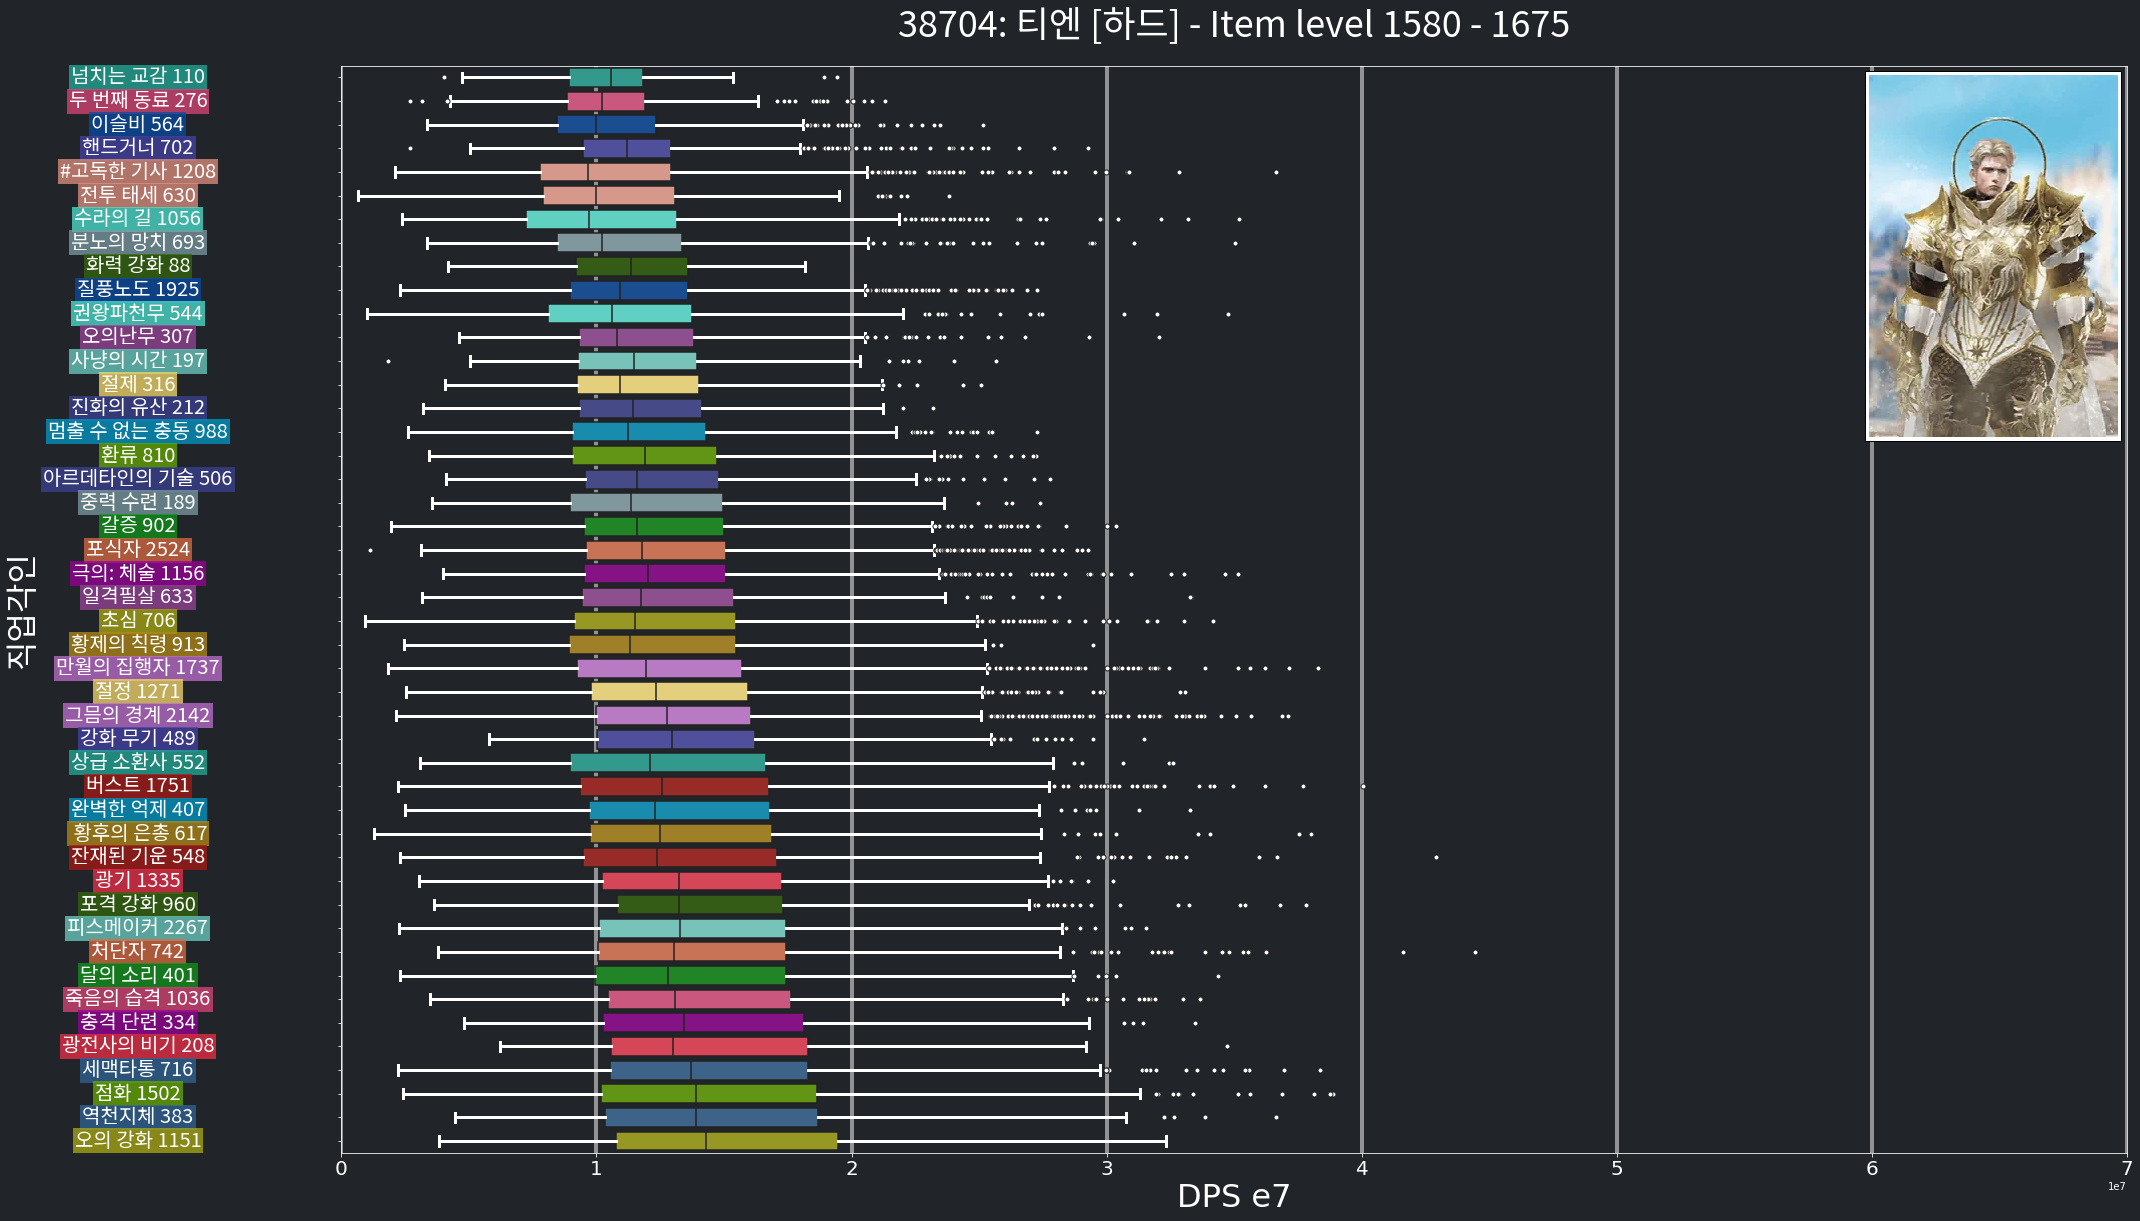 38704: 티엔 [하드] - Item level 1580 - 1675
넘치는 교감 110
두 번째 동료 276
이슬비 564
핸드거너 702
#고독한 기사 1208
전투 태세 630
수라의 길 1056
분노의 망치 693
화력 강화 88
질풍노도 1925
권왕파천무 544
오의난무 307
사냥의 시간 197
절제 316
진화의 유산 212
멈출 수 없는 충동 988
환류 810
아르데타인의 기술 506
중력 수련 189
갈증 902
포식자 2524
극의: 체술 1156
일격필살 633
초심 706
황제의 칙령 913
만월의 집행자 1737
절정 1271
그믐의 경계 2142
강화 무기 489
상급 소환사 552
버스트 1751
완벽한 억제 407
황후의 은총 617
잔재된 기운 548
광기 1335
포격 강화 960
피스메이커 2267
처단자 742
달의 소리 401
죽음의 습격 1036
충격 단련 334
광전사의 비기 208
세맥타통 716
점화 1502
역천지체 383
오의 강화 1151
직업각인
0 1 2 3 4 5 6 7
DPS e7
1e7